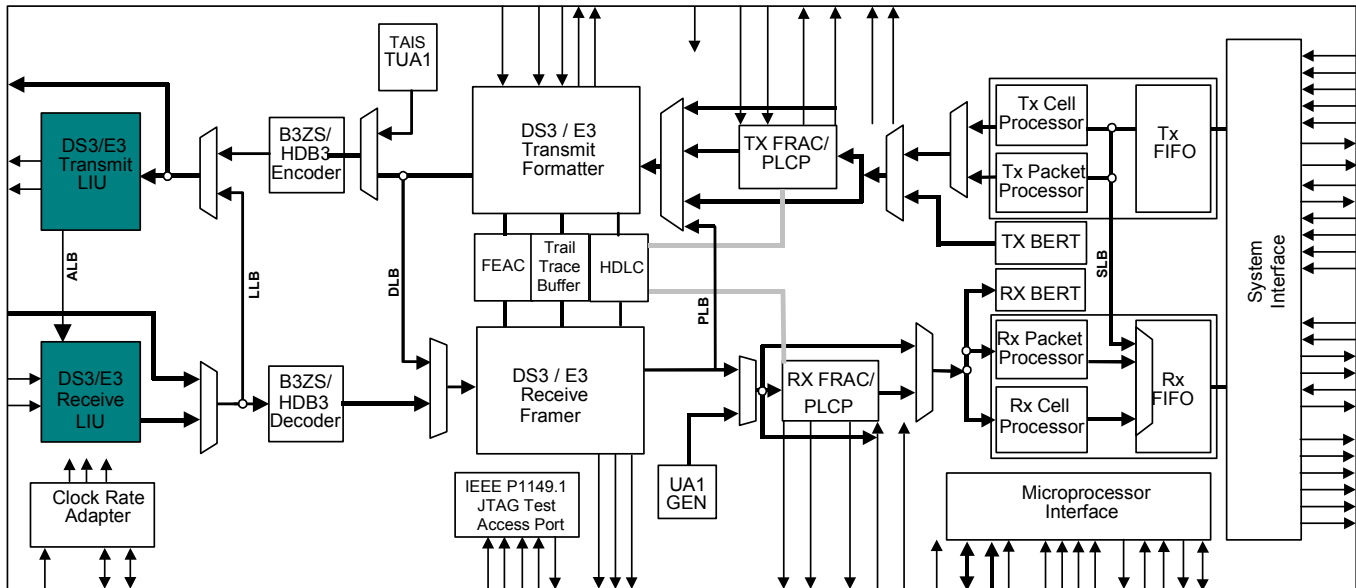 TAIS
TUA1
DS3/E3
Transmit
LIU
B3ZS/
HDB3
Encoder
DS3 / E3
Transmit
Formatter
TX FRAC/
PLCP
Tx Cell
Processor
Tx Packet
Processor
Tx
FIFO
TX BERT
RX BERT
System
Interface
FEAC
Trail
Trace
Buffer
HDLC
ALB
LLB
DLB
PLB
SLB
DS3/E3
Receive
LIU
B3ZS/
HDB3
Decoder
DS3 / E3
Receive
Framer
RX FRAC/
PLCP
Rx Packet
Processor
Rx Cell
Processor
Rx
FIFO
UA1
GEN
Clock Rate
Adapter
IEEE P1149.1
JTAG Test
Access Port
Microprocessor
Interface